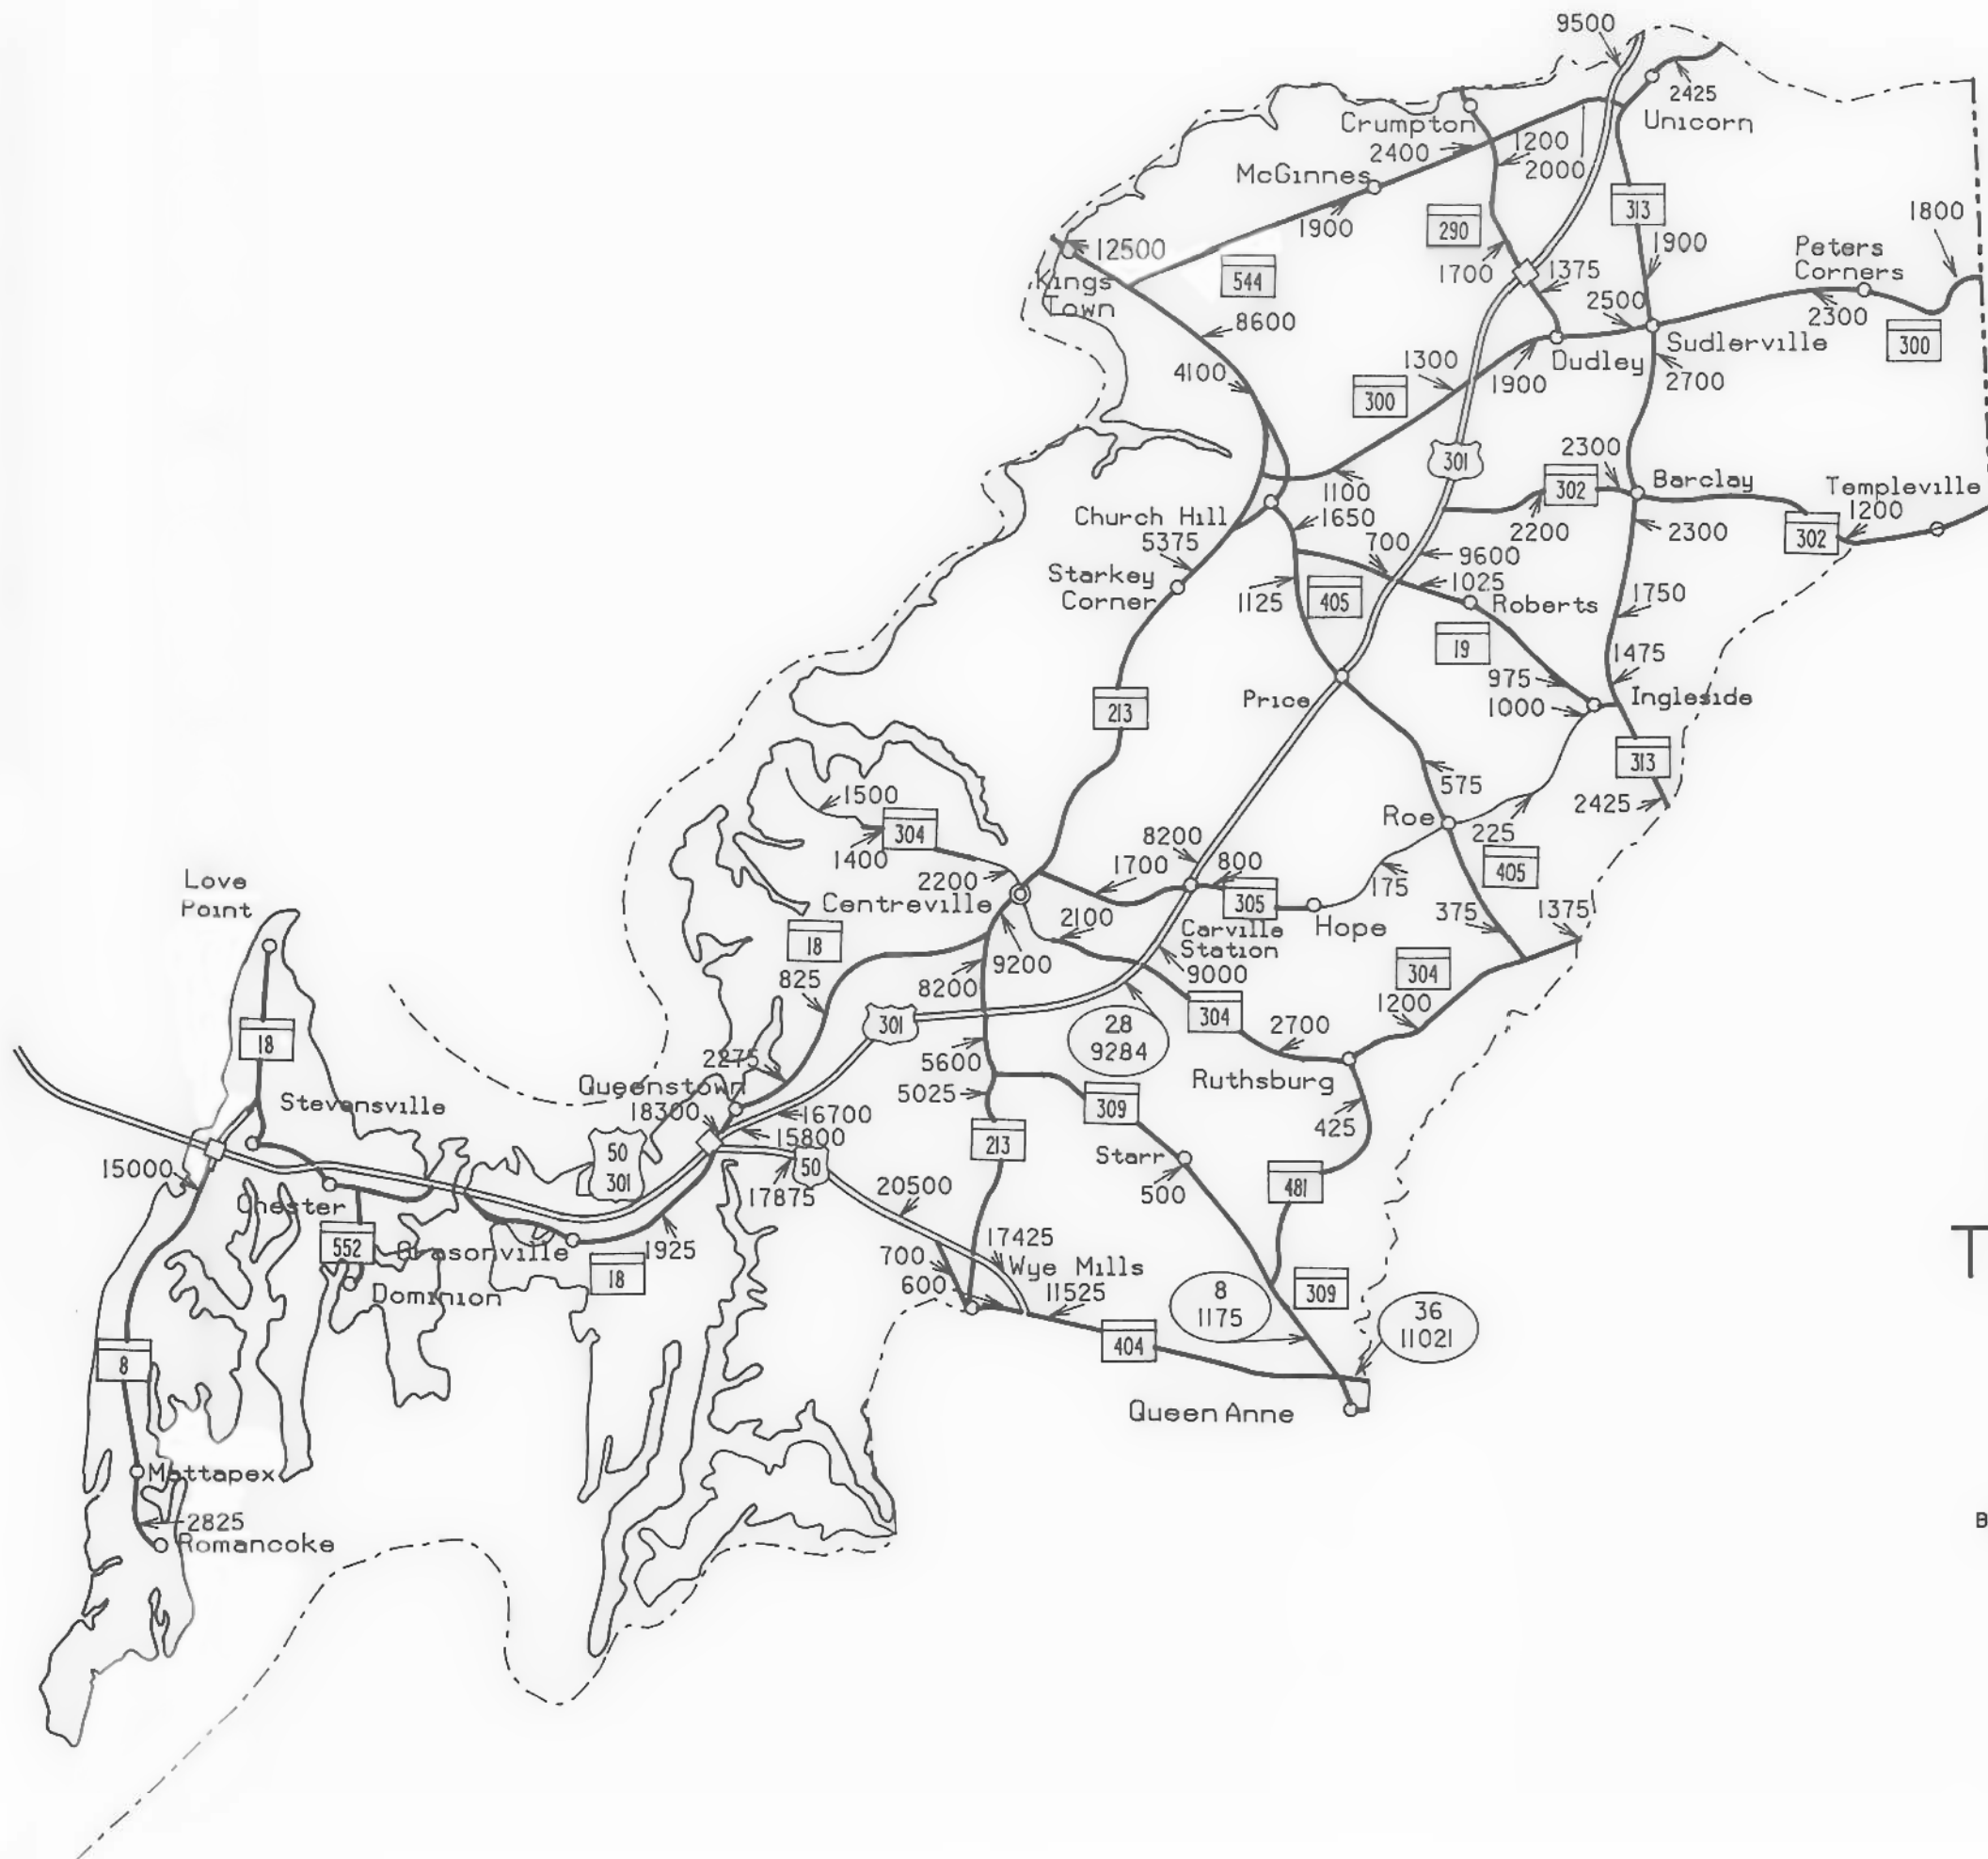 9500
2425
Unicorn
Crumpton
2400
1200
2000
McGinnes
1900
290
313
1800
12500
Kings
Town
544
1700
1375
1900
Peters
Corners
8600
2500
2300
300
Sudlerville
4100
1300
300
1900
Dudley
2700
301
2300
302
Barclay
Templeville
1200
1100
Church Hill
1650
2200
2300
302
5375
700
9600
Starkey
Corner
1125
405
1025
Roberts
1750
19
1475
213
Price
975
1000
Ingleside
313
575
2425
1500
304
1400
Roe
225
8200
405
2200
1700
800
175
Love
Point
Centreville
2100
305
Hope
375
1375
18
Carville
Station
9200
9000
304
825
8200
1200
301
28
9284
304
2700
18
2275
5600
Ruthsburg
Queenstown
5025
309
Stevensville
18300
16700
15800
425
50
301
213
Starr
15000
50
17875
500
481
20500
Chester
552
Grasonville
1925
17425
18
700
Wye Mills
600
11525
8
1175
309
36
11021
Dominion
8
404
Queen Anne
Mattapex
2825
Romancoke
T
B